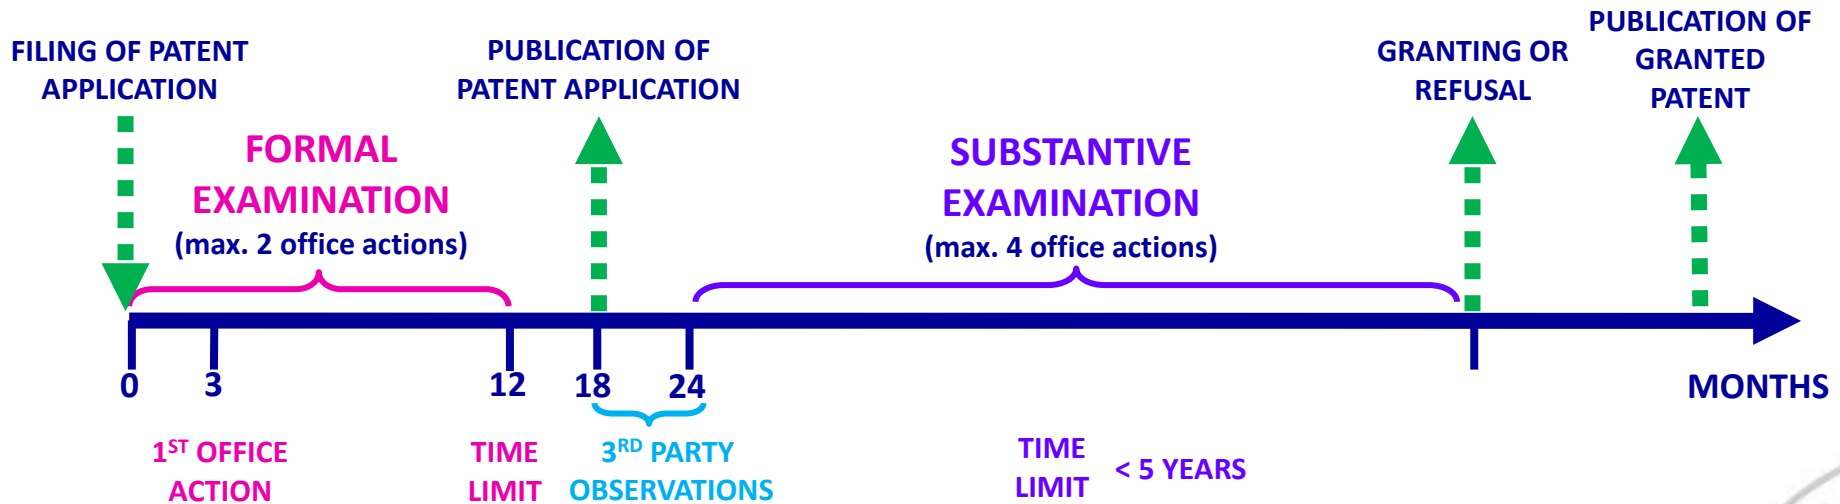 FILING OF PATENT
APPLICATION
PUBLICATION OF
PATENT APPLICATION
GRANTING OR
REFUSAL
PUBLICATION OF
GRANTED
PATENT
FORMAL
EXAMINATION
(max. 2 office actions)
SUBSTANTIVE
EXAMINATION
(max. 4 office actions)
0
3
12
18
24
MONTHS
1ST OFFICE
ACTION
TIME
LIMIT
3RD PARTY
OBSERVATIONS
TIME
LIMIT
< 5 YEARS